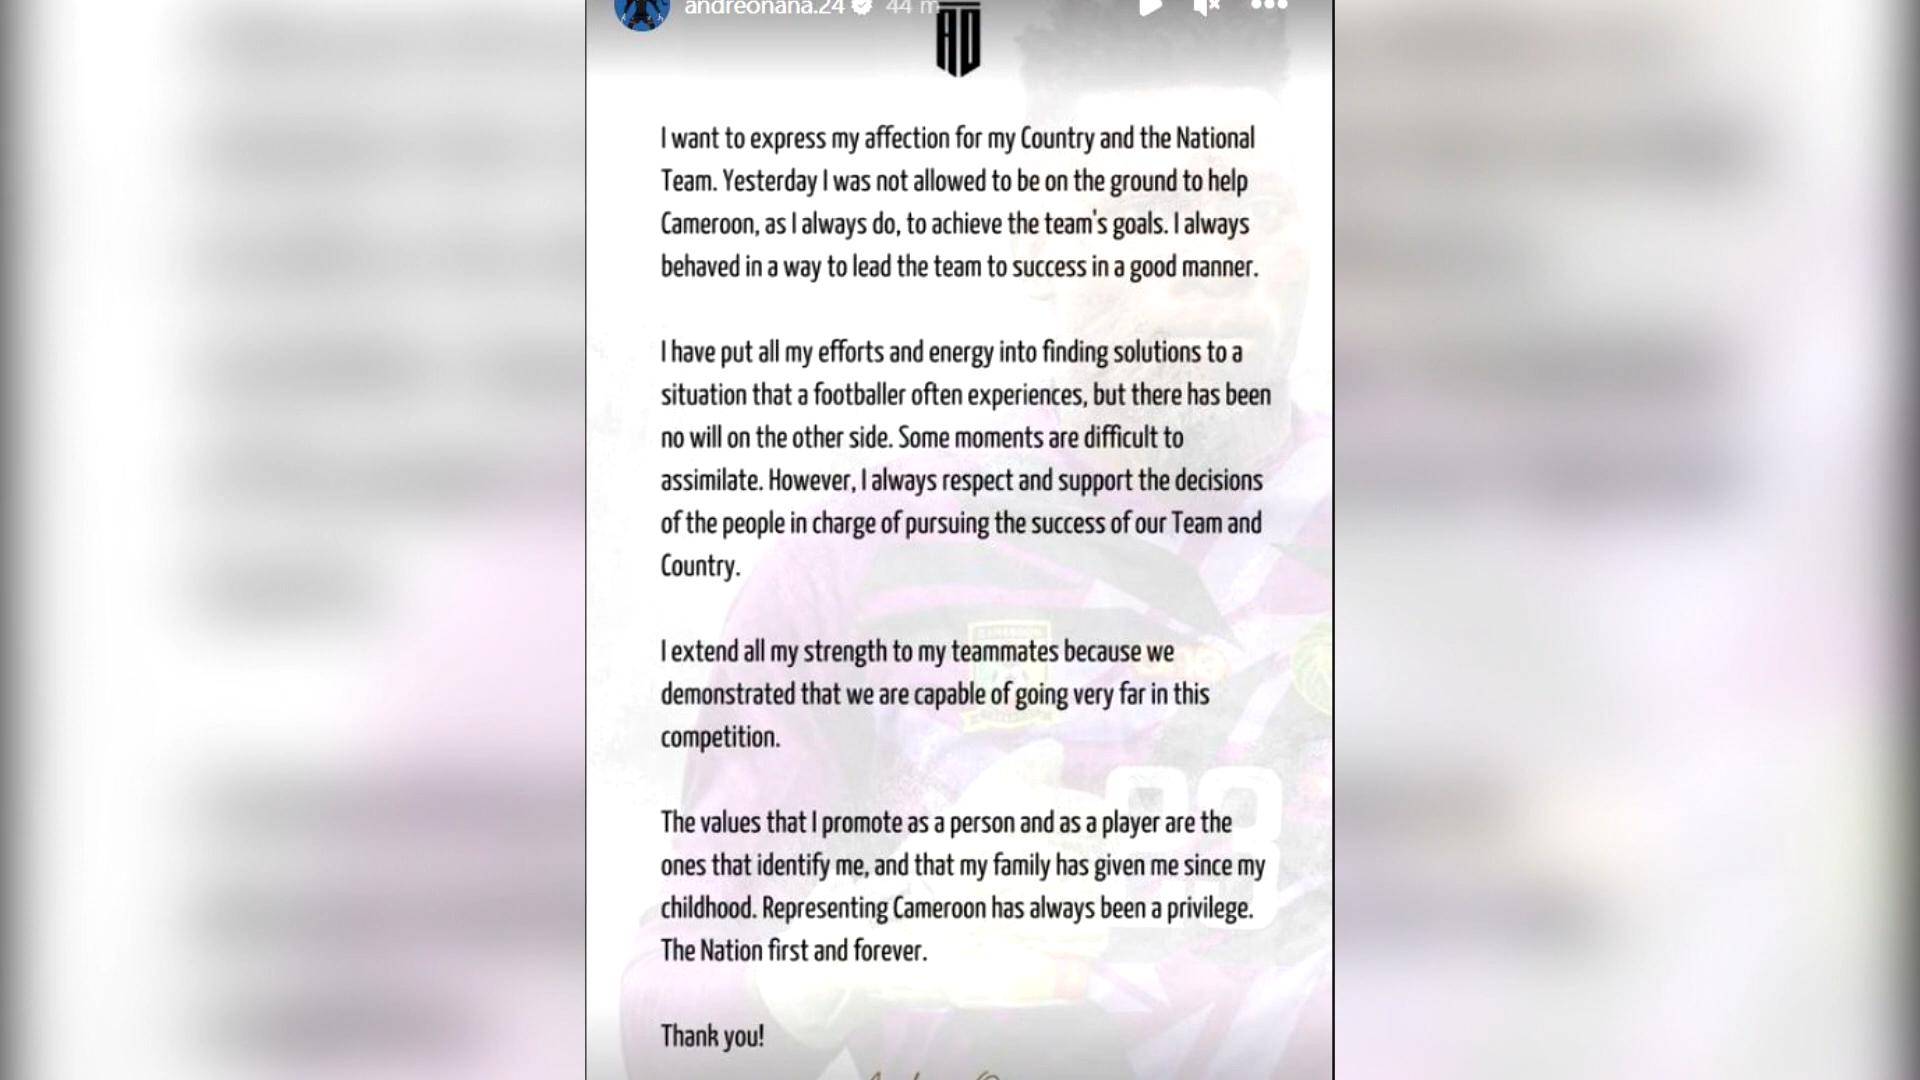 andreonana.24 44 m
AO
I want to express my affection for my Country and the National
Team. Yesterday I was not allowed to be on the ground to help
Cameroon, as I always do, to achieve the team's goals. I always
behaved in a way to lead the team to success in a good manner.
I have put all my efforts and energy into finding solutions to a
situation that a footballer often experiences, but there has been
no will on the other side. Some moments are difficult to
assimilate. However, I always respect and support the decisions
of the people in charge of pursuing the success of our Team and
Country.
I extend all my strength to my teammates because we
demonstrated that we are capable of going very far in this
competition.
The values that I promote as a person and as a player are the
ones that identify me, and that my family has given me since my
childhood. Representing Cameroon has always been a privilege.
The Nation first and forever.
23
Thank you!